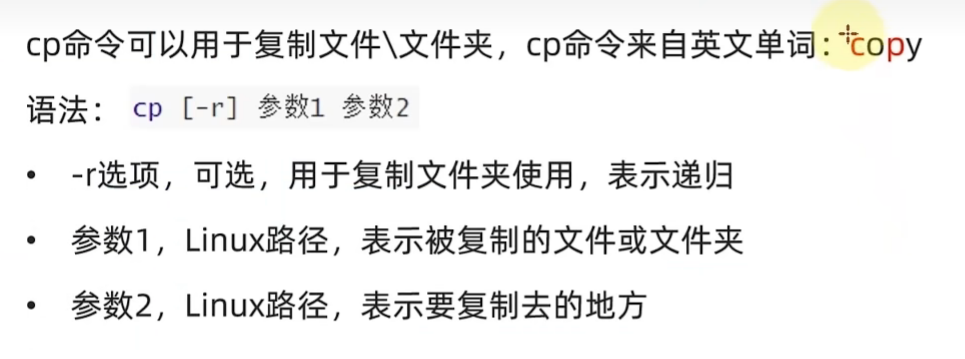 cp命令可以用于复制文件\文件夹，cp命令来自英文单词：copy
语法： cp [-r] 参数1 参数2
• -r选项，可选，用于复制文件夹使用，表示递归
• 参数1，Linux路径，表示被复制的文件或文件夹
• 参数2，Linux路径，表示要复制去的地方